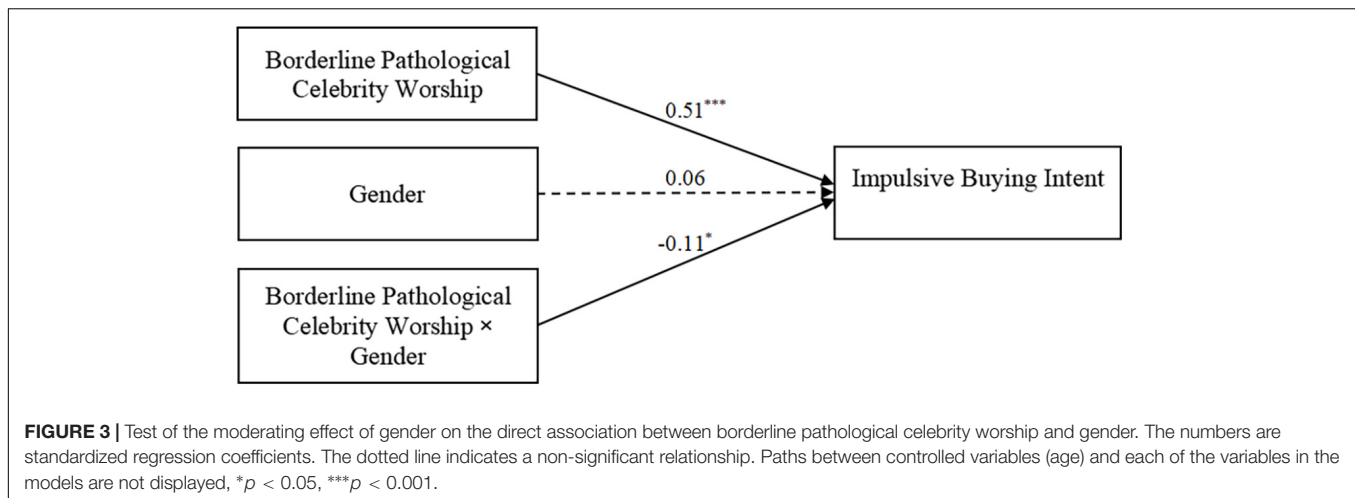 Borderline Pathological
Celebrity Worship
0.51***
Gender
0.06
Impulsive Buying Intent
-0.11*
Borderline Pathological
Celebrity Worship ×
Gender
FIGURE 3 | Test of the moderating effect of gender on the direct association between borderline pathological celebrity worship and gender. The numbers are
standardized regression coefficients. The dotted line indicates a non-significant relationship. Paths between controlled variables (age) and each of the variables in the
models are not displayed, *p < 0.05, ***p < 0.001.